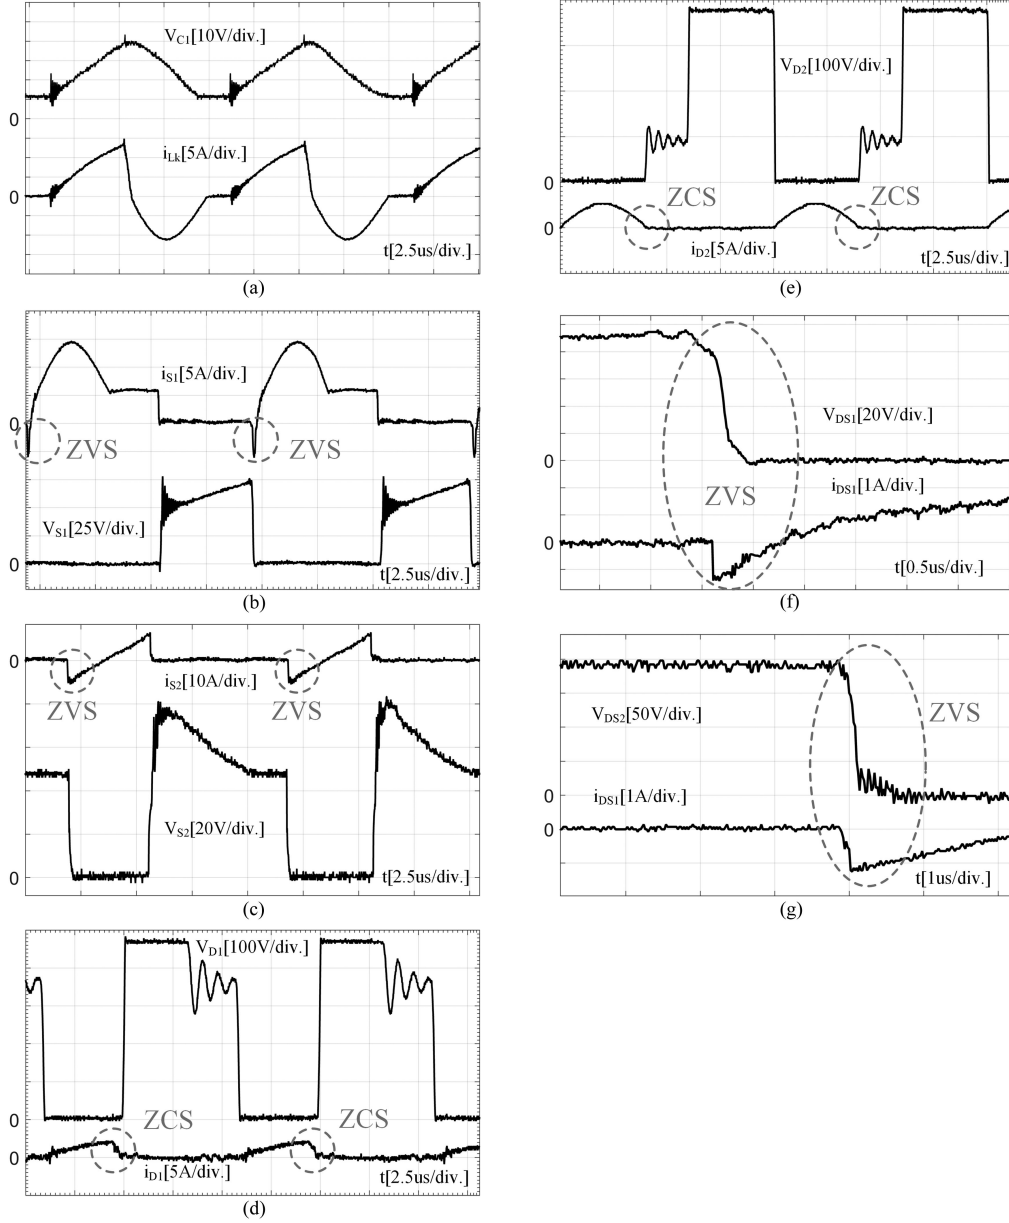 V_C1[10V/div.]
0
i_Lk[5A/div.]
0
t[2.5us/div.]
(a)
i_S1[5A/div.]
0
ZVS
ZVS
V_S1[25V/div.]
0
t[2.5us/div.]
(b)
0
i_S2[10A/div.]
ZVS
ZVS
V_S2[20V/div.]
0
t[2.5us/div.]
(c)
V_D1[100V/div.]
0
ZCS
ZCS
0
i_D1[5A/div.]
t[2.5us/div.]
(d)
V_D2[100V/div.]
0
ZCS
ZCS
0
i_D2[5A/div.]
t[2.5us/div.]
(e)
V_DS1[20V/div.]
0
ZVS
i_DS1[1A/div.]
0
t[0.5us/div.]
(f)
V_DS2[50V/div.]
ZVS
0
i_DS1[1A/div.]
0
t[1us/div.]
(g)